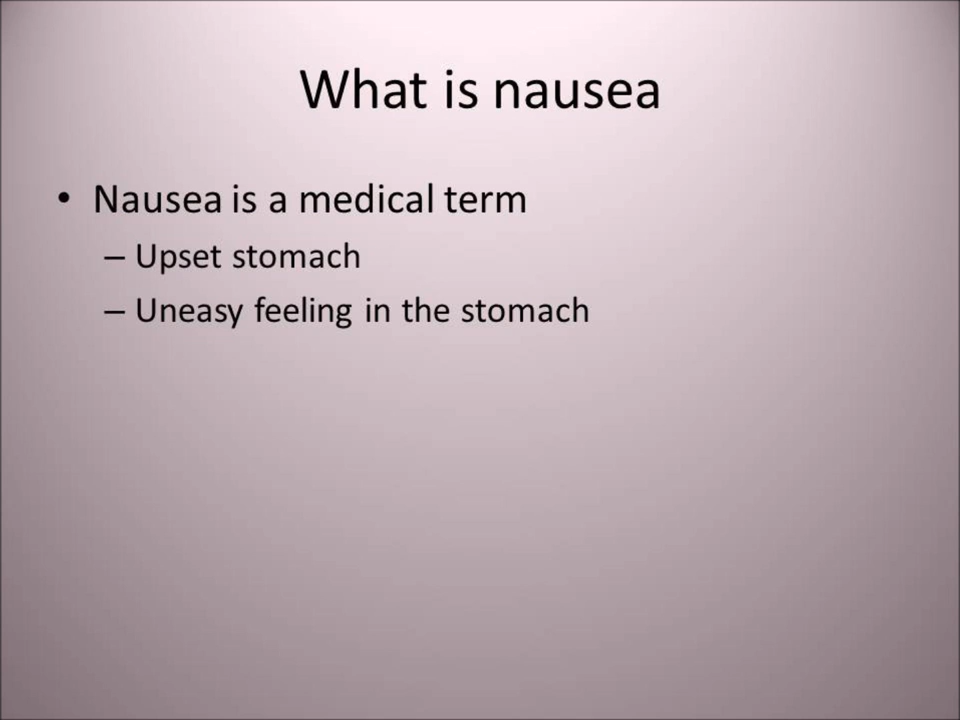 What is nausea
• Nausea is a medical term
– Upset stomach
– Uneasy feeling in the stomach